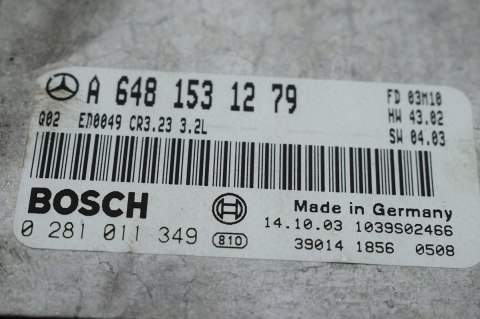 A 648 153 12 79
FD 03M10
HW 43.02
Q02 ED0049 CR3.23 3.2L
SW 04.03
BOSCH
Made in Germany
14.10.03 1039S02466
0 281 011 349 810
39014 1856 0508